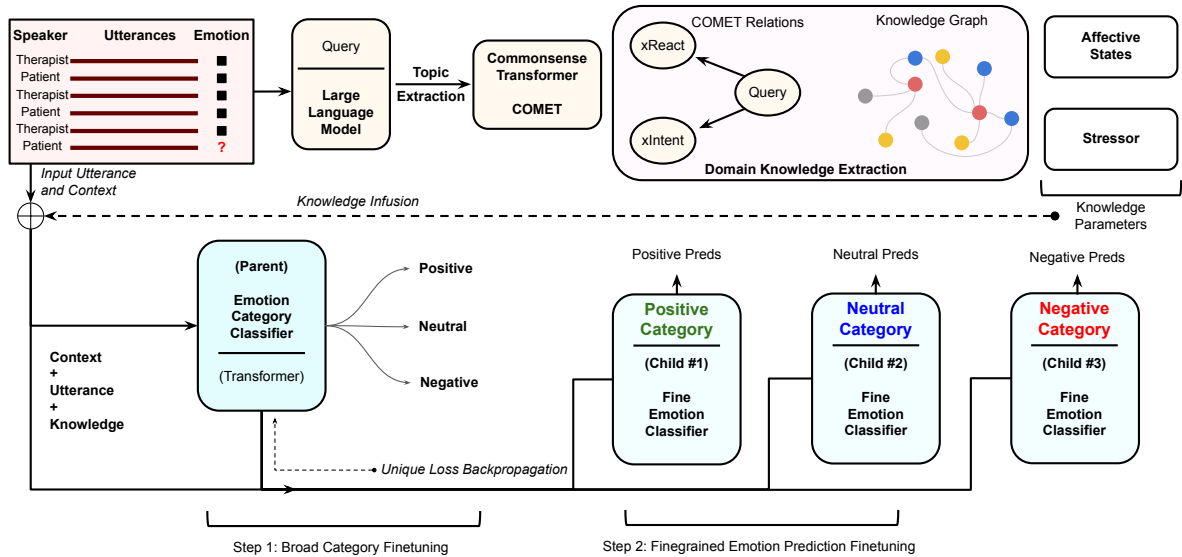 Speaker Utterances Emotion
Therapist
Patient
Therapist
Patient
Therapist
Patient ?
Query
Large
Language
Model
Topic
Extraction
Commonsense
Transformer
COMET
COMET Relations
xReact
Query
xIntent
Knowledge Graph
Domain Knowledge Extraction
Affective
States
Stressor
Knowledge
Parameters
Input Utterance
and Context
Knowledge Infusion
(Parent)
Emotion
Category
Classifier
(Transformer)
Positive
Neutral
Negative
Context
+
Utterance
+
Knowledge
Unique Loss Backpropagation
Positive Preds
Positive
Category
(Child #1)
Fine
Emotion
Classifier
Neutral Preds
Neutral
Category
(Child #2)
Fine
Emotion
Classifier
Negative Preds
Negative
Category
(Child #3)
Fine
Emotion
Classifier
Step 1: Broad Category Finetuning
Step 2: Finegrained Emotion Prediction Finetuning